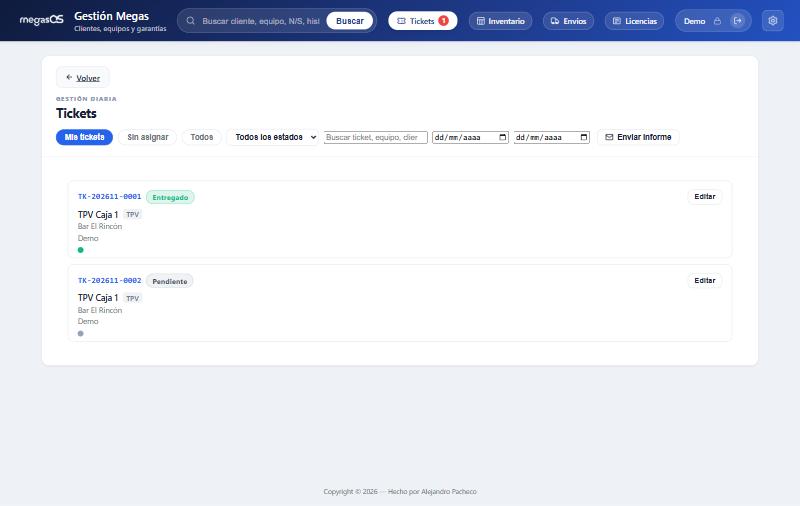 megasOS
Gestión Megas
Clientes, equipos y garantías
Buscar cliente, equipo, N/S, hist
Buscar
Tickets 1
Inventario
Envíos
Licencias
Demo
← Volver
GESTIÓN DIARIA
Tickets
Mis tickets
Sin asignar
Todos
Todos los estados
Buscar ticket, equipo, clier
dd/mm/aaaa
dd/mm/aaaa
Enviar informe
TK-202611-0001 Entregado
Editar
TPV Caja 1 TPV
Bar El Rincón
Demo
TK-202611-0002 Pendiente
Editar
TPV Caja 1 TPV
Bar El Rincón
Demo
Copyright © 2026 — Hecho por Alejandro Pacheco